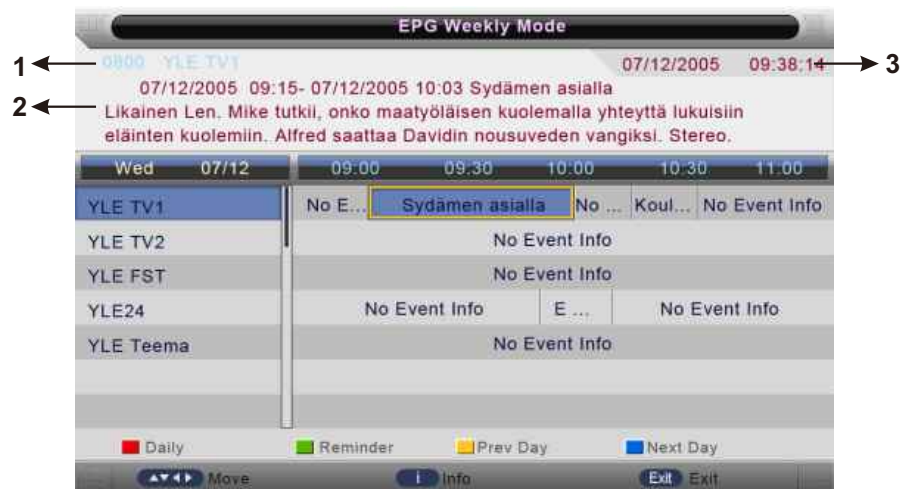 EPG Weekly Mode
1
0800 YLE TV1
07/12/2005 09:38:14
3
07/12/2005 09:15- 07/12/2005 10:03 Sydämen asialla
2
Likainen Len. Mike tutkii, onko maatyöläisen kuolemalla yhteyttä lukuisiin
eläinten kuolemiin. Alfred saattaa Davidin nousuveden vangiksi. Stereo.
Wed 07/12 09:00 09:30 10:00 10:30 11:00
YLE TV1 No E... Sydämen asialla No ... Koul... No Event Info
YLE TV2 No Event Info
YLE FST No Event Info
YLE24 No Event Info E ... No Event Info
YLE Teema No Event Info
Daily Reminder Prev Day Next Day
Move i Info Exit Exit